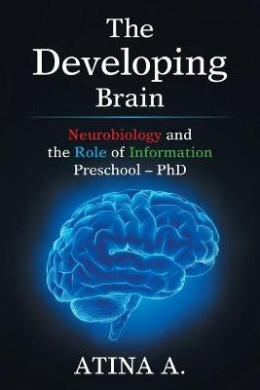 The
Developing
Brain
Neurobiology and
the Role of Information
Preschool – PhD
ATINA A.